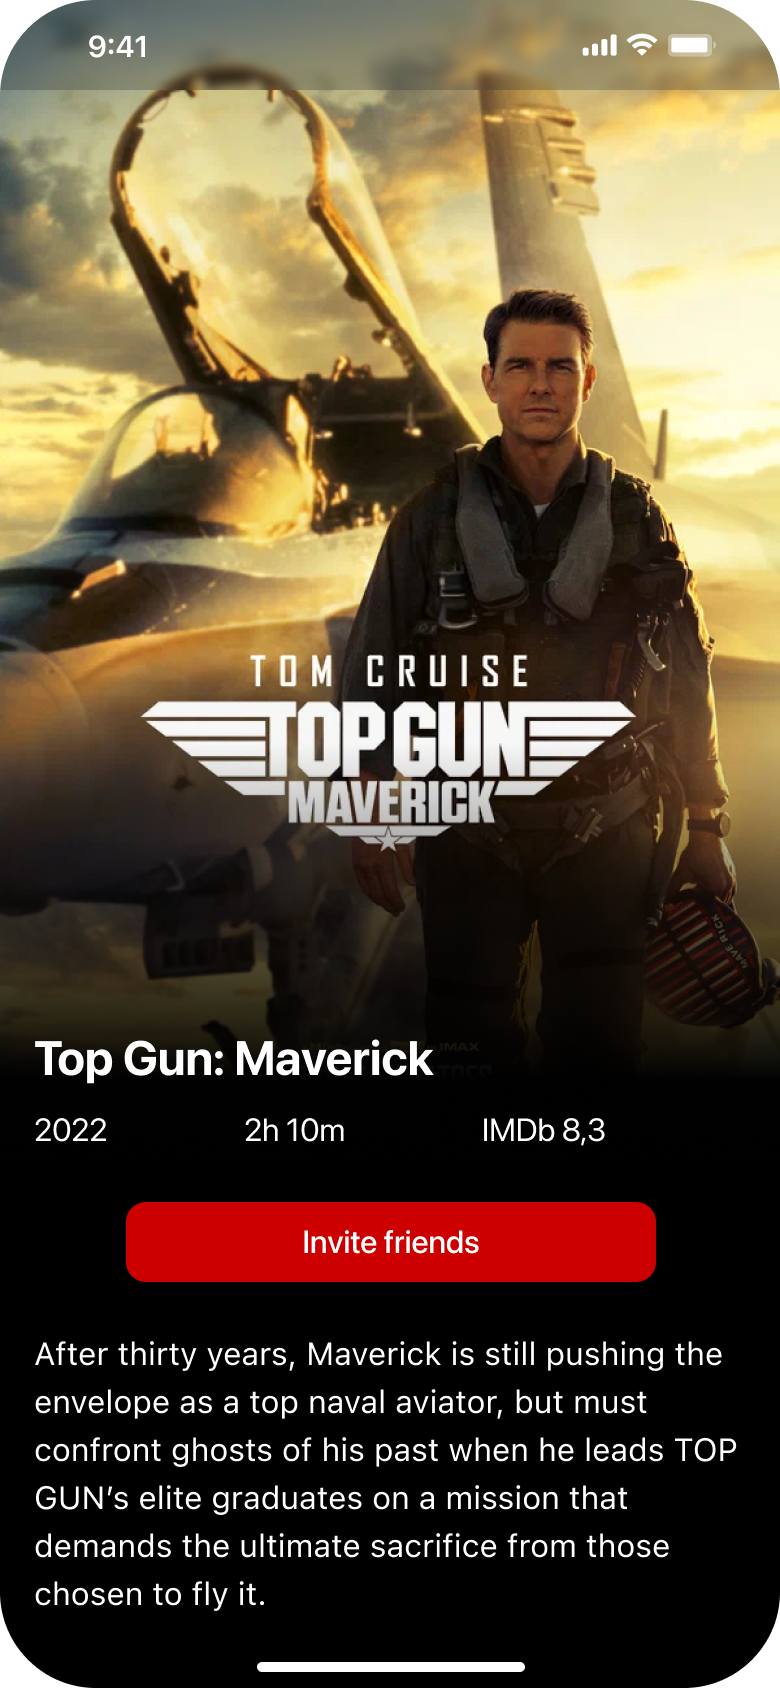 9:41
TOM CRUISE
TOP GUN
MAVERICK
MAVERICK
IMAX
Top Gun: Maverick
2022 2h 10m IMDb 8,3
Invite friends
After thirty years, Maverick is still pushing the
envelope as a top naval aviator, but must
confront ghosts of his past when he leads TOP
GUN’s elite graduates on a mission that
demands the ultimate sacrifice from those
chosen to fly it.